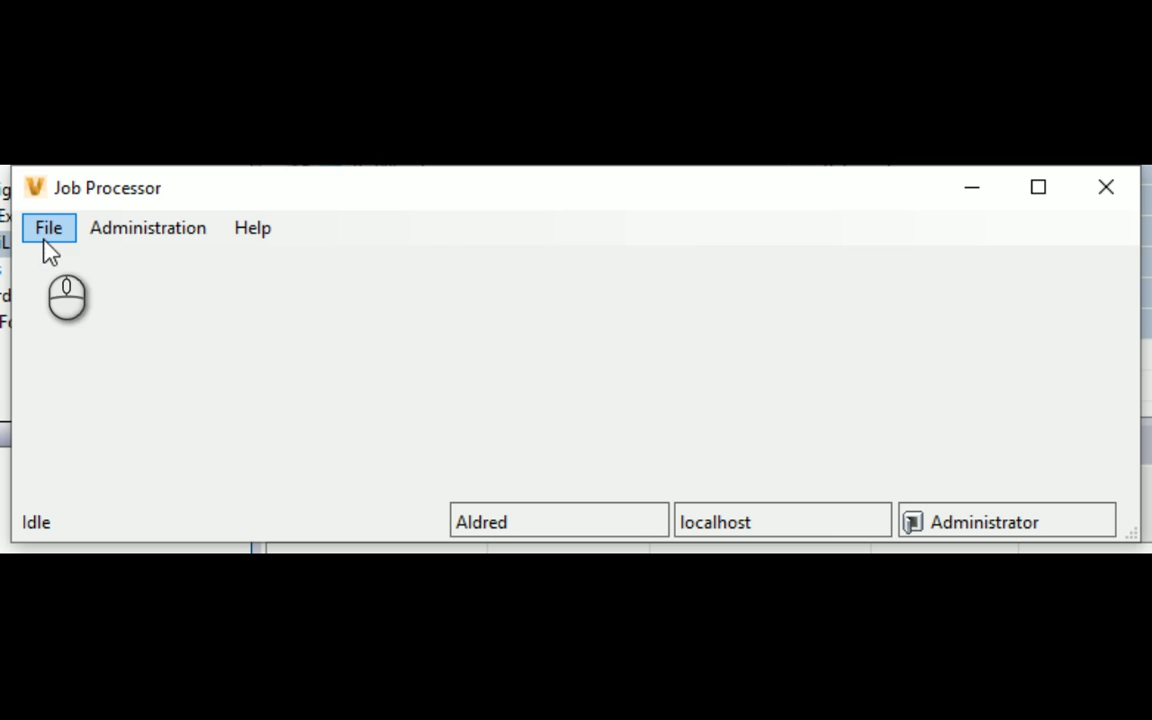 Job Processor
File Administration Help
Idle Aldred localhost Administrator